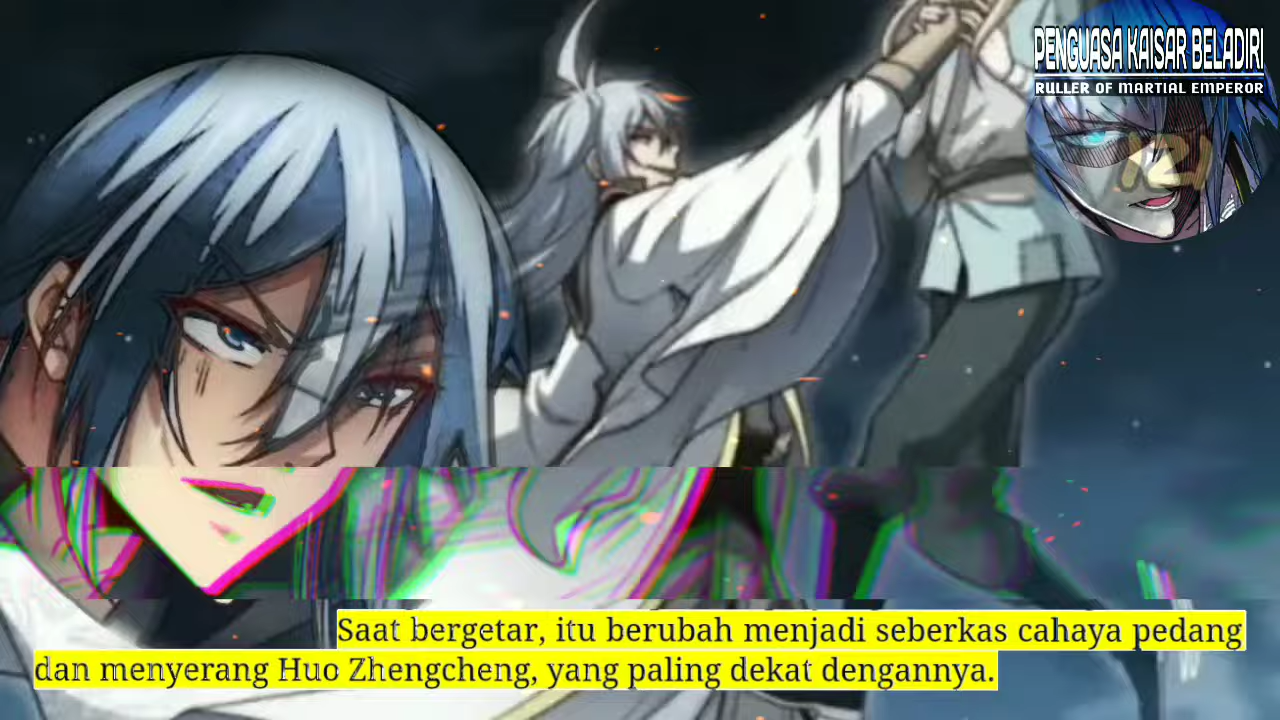 PENGUASA KAISAR BELADIRI
RULLER OF MARTIAL EMPEROR
Saat bergetar, itu berubah menjadi seberkas cahaya pedang
dan menyerang Huo Zhengcheng, yang paling dekat dengannya.